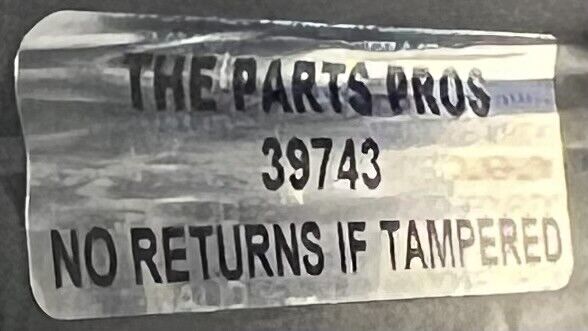 THE PARTS PROS
39743
NO RETURNS IF TAMPERED